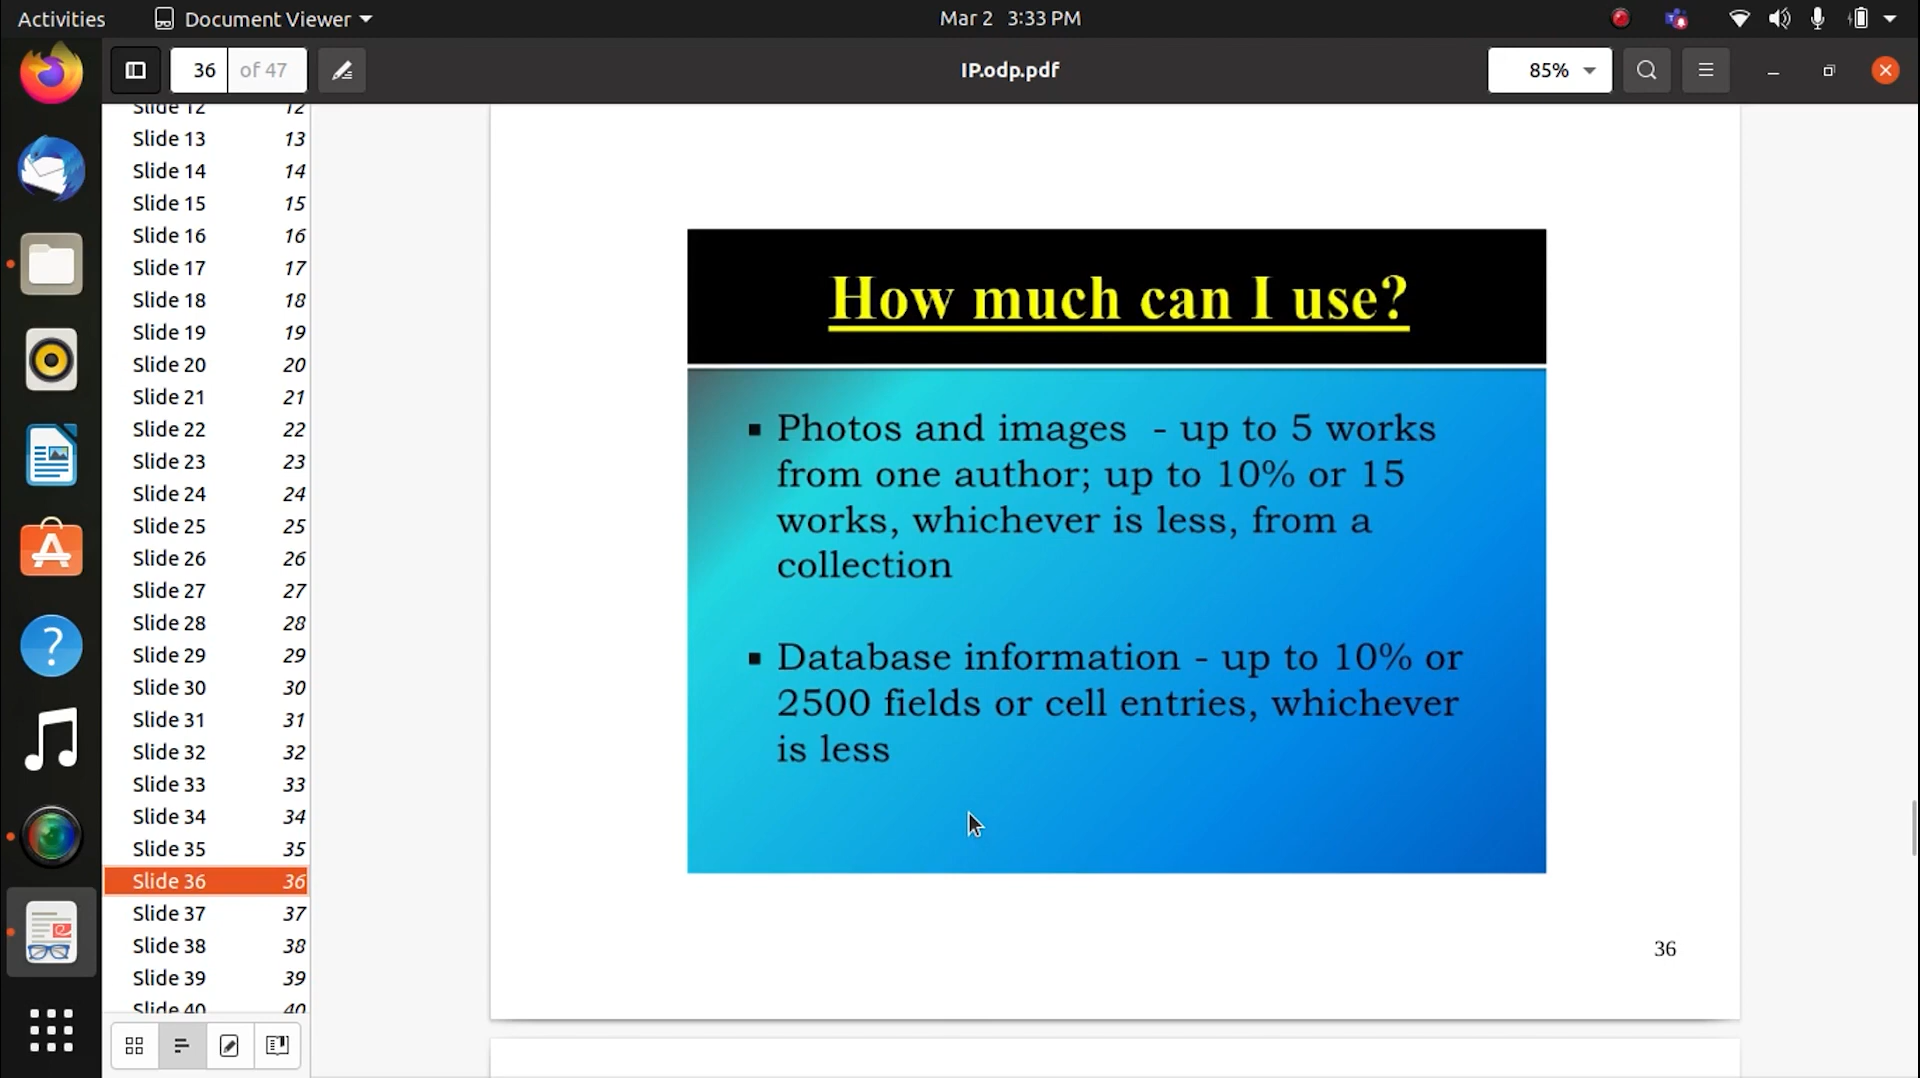 Activities
Document Viewer
Mar 2 3:33 PM
36 of 47
IP.odp.pdf
85%
Slide 12 12
Slide 13 13
Slide 14 14
Slide 15 15
Slide 16 16
Slide 17 17
Slide 18 18
Slide 19 19
Slide 20 20
Slide 21 21
Slide 22 22
Slide 23 23
Slide 24 24
Slide 25 25
Slide 26 26
Slide 27 27
Slide 28 28
Slide 29 29
Slide 30 30
Slide 31 31
Slide 32 32
Slide 33 33
Slide 34 34
Slide 35 35
Slide 36 36
Slide 37 37
Slide 38 38
Slide 39 39
Slide 40 40
How much can I use?
▪ Photos and images - up to 5 works
from one author; up to 10% or 15
works, whichever is less, from a
collection
▪ Database information - up to 10% or
2500 fields or cell entries, whichever
is less
36